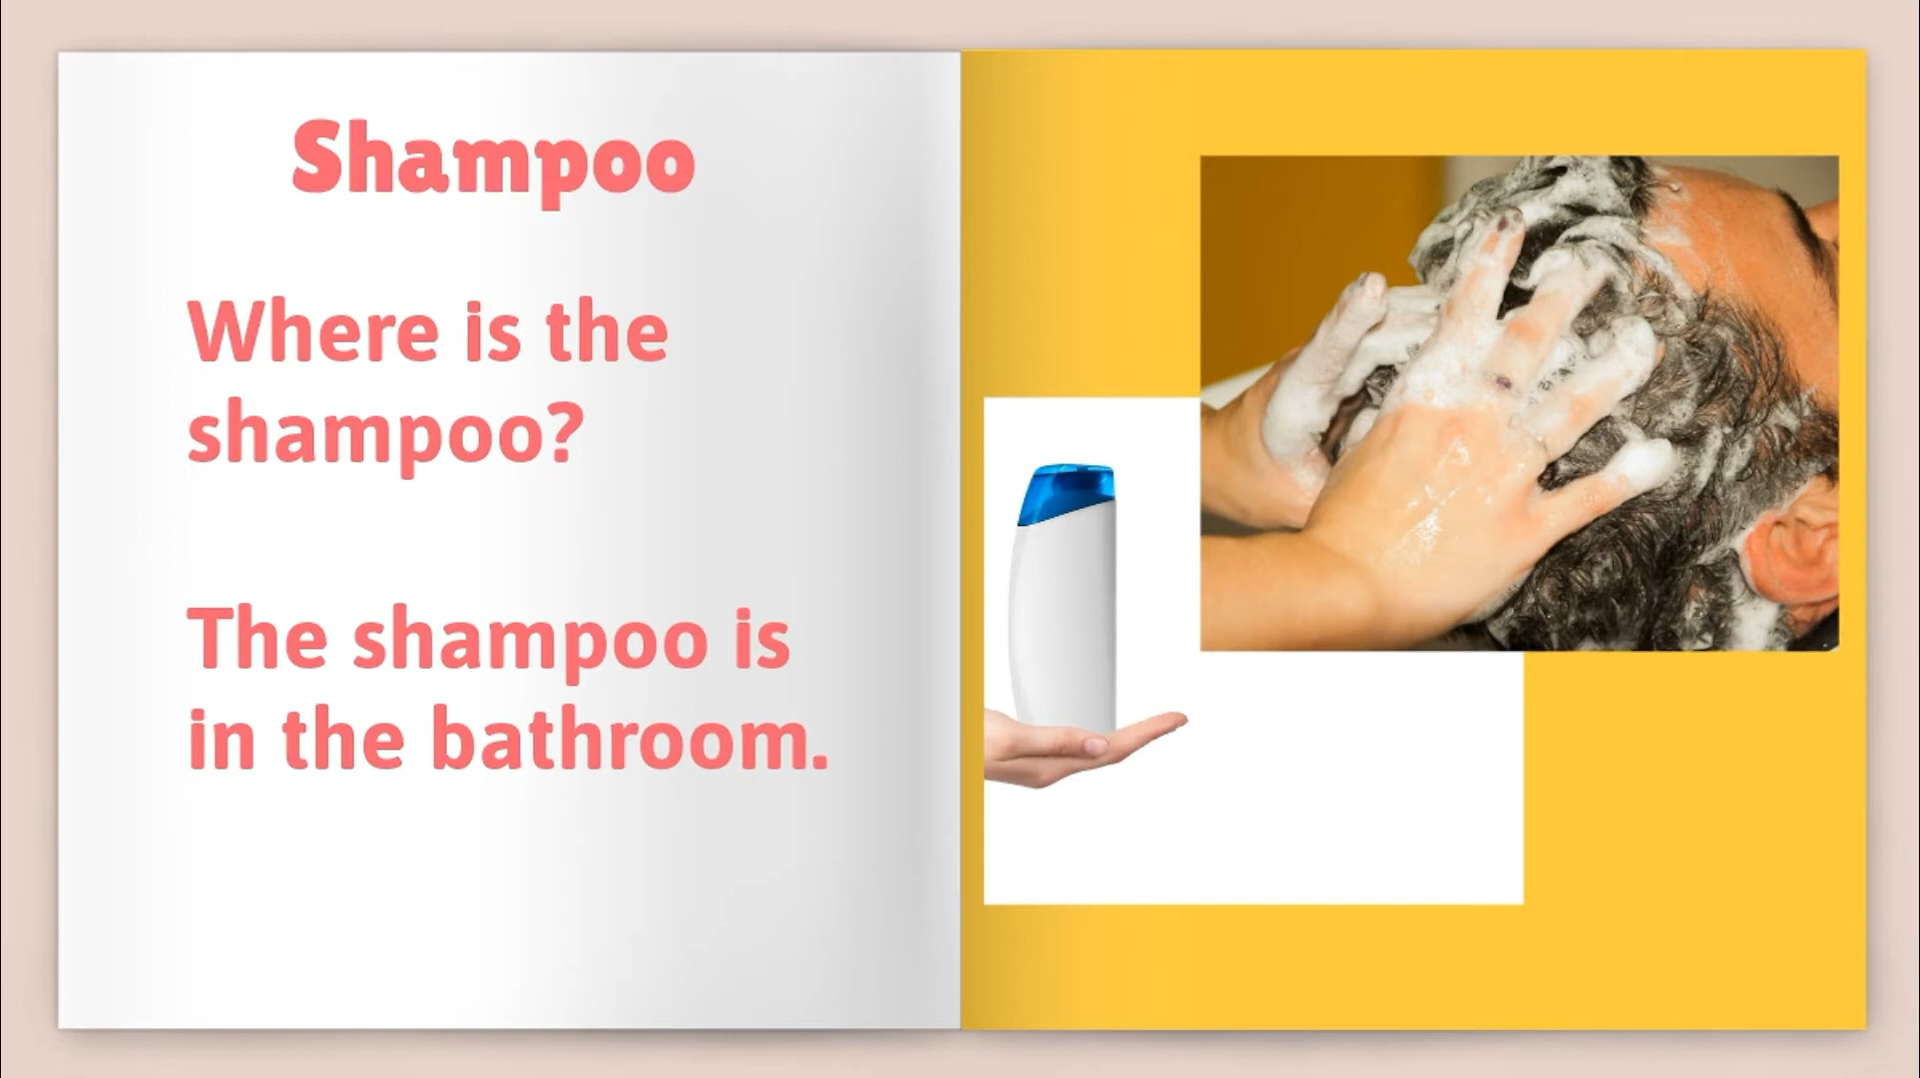 Shampoo
Where is the
shampoo?
The shampoo is
in the bathroom.